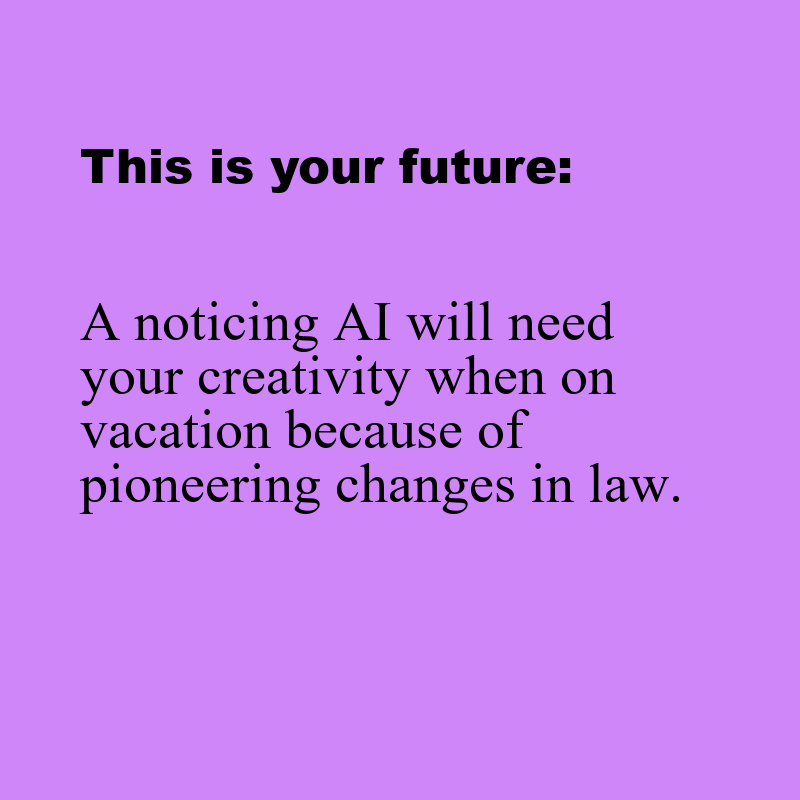 This is your future:
A noticing AI will need
your creativity when on
vacation because of
pioneering changes in law.